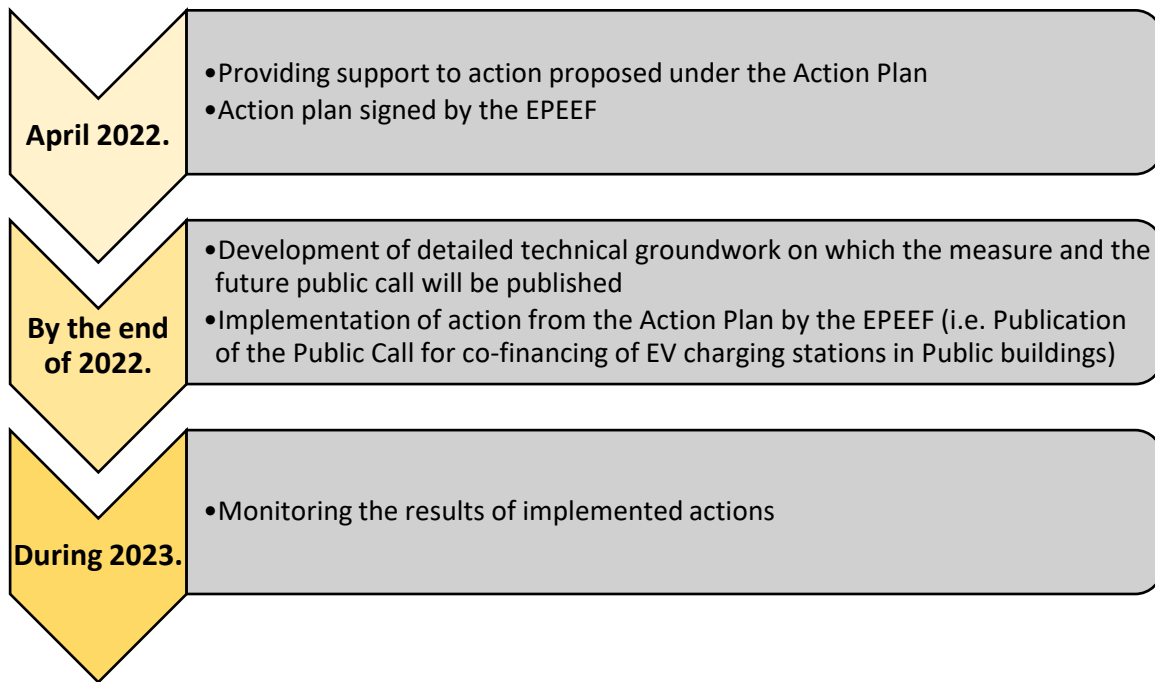 April 2022.
•Providing support to action proposed under the Action Plan
•Action plan signed by the EPEEF
By the end
of 2022.
•Development of detailed technical groundwork on which the measure and the
future public call will be published
•Implementation of action from the Action Plan by the EPEEF (i.e. Publication
of the Public Call for co-financing of EV charging stations in Public buildings)
During 2023.
•Monitoring the results of implemented actions